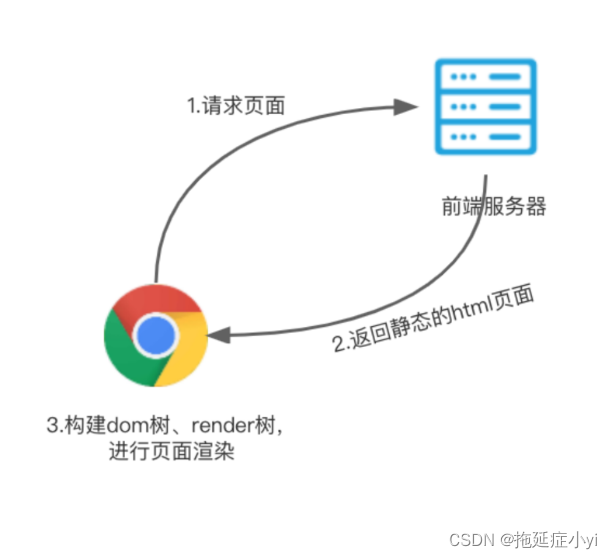 1.请求页面
前端服务器
2.返回静态的html页面
3.构建dom树、render树，
进行页面渲染
CSDN @拖延症小yi